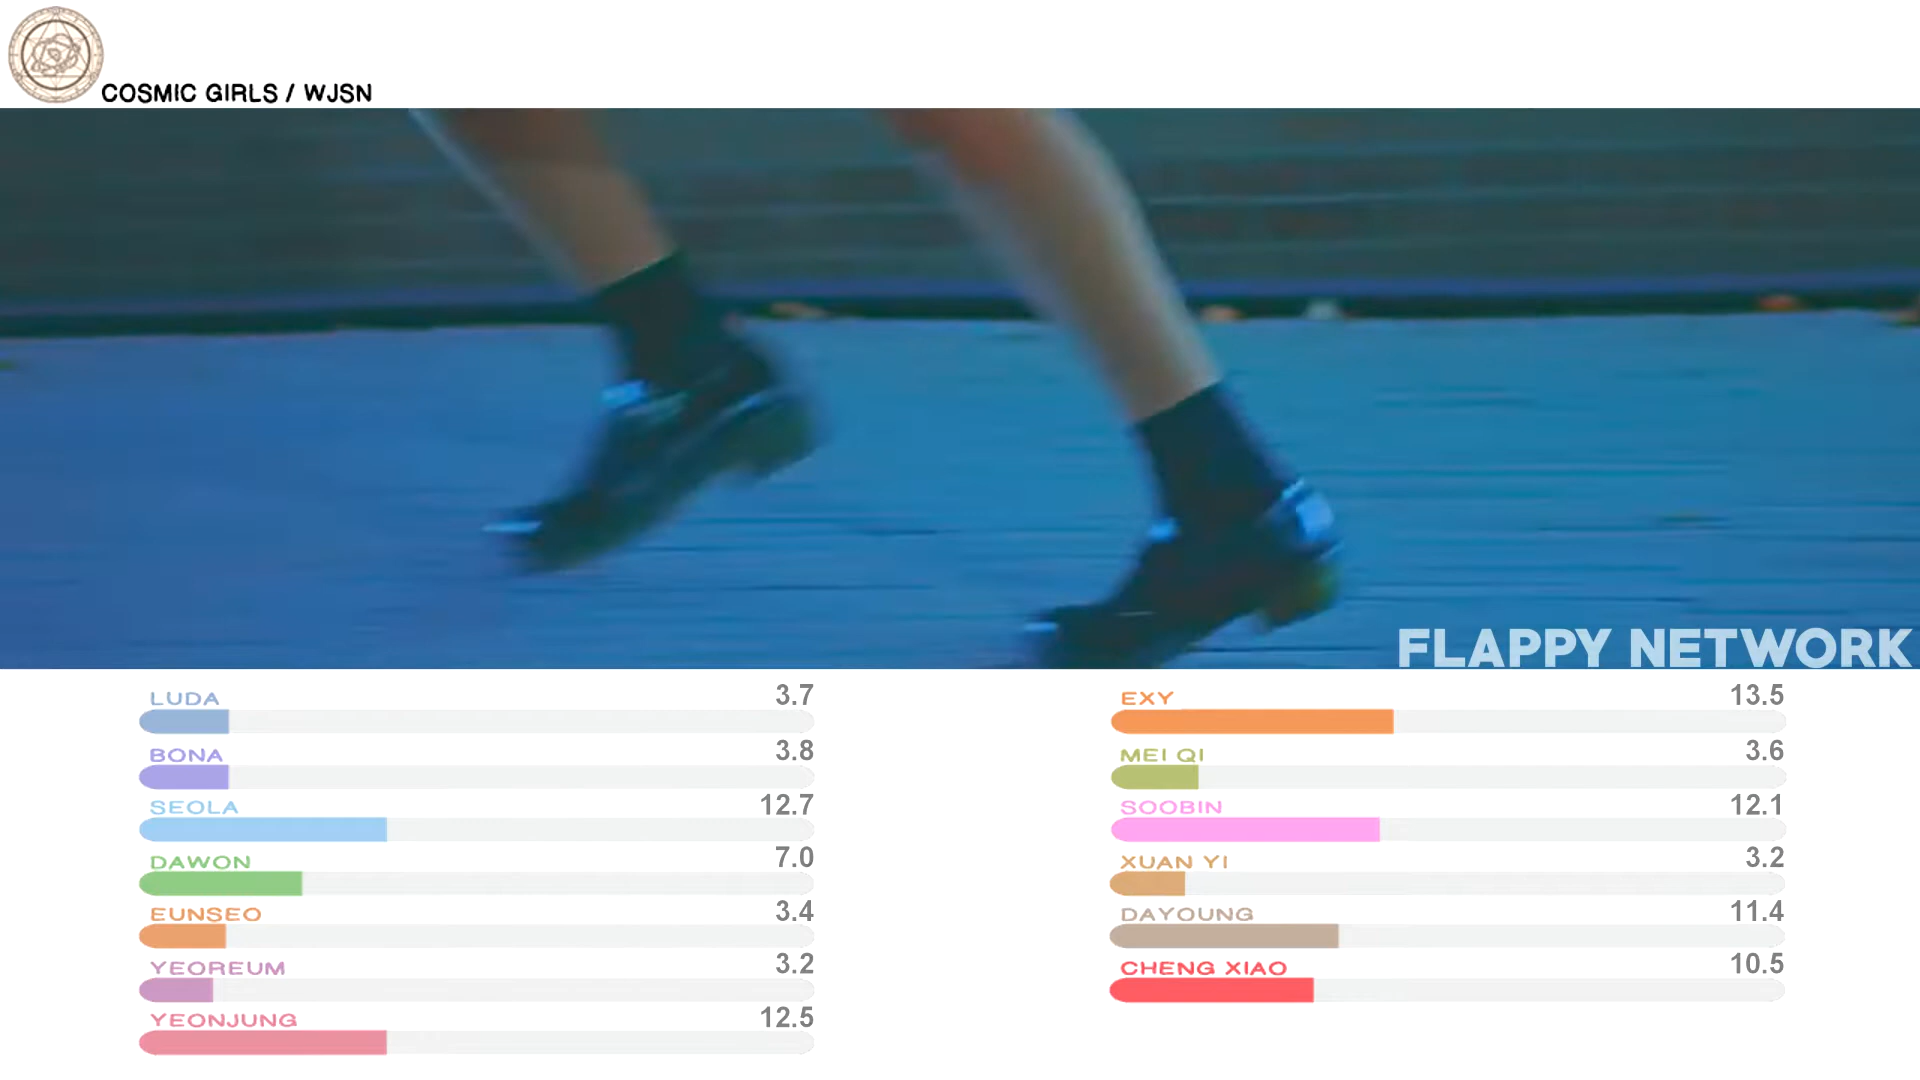 COSMIC GIRLS / WJSN
FLAPPY NETWORK
LUDA 3.7
BONA 3.8
SEOLA 12.7
DAWON 7.0
EUNSEO 3.4
YEOREUM 3.2
YEONJUNG 12.5
EXY 13.5
MEI QI 3.6
SOOBIN 12.1
XUAN YI 3.2
DAYOUNG 11.4
CHENG XIAO 10.5